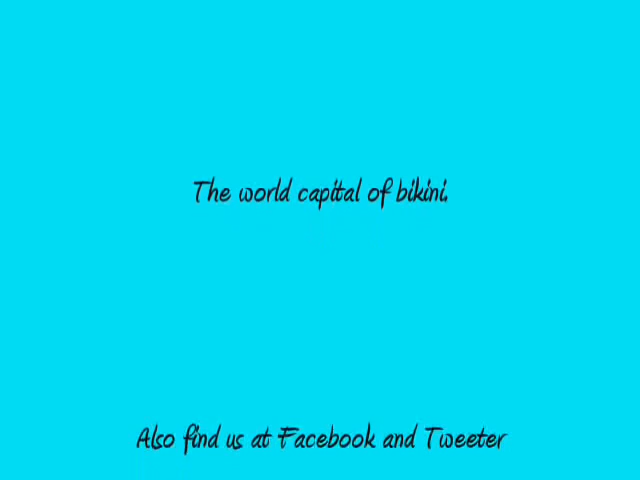 The world capital of bikini.
Also find us at Facebook and Tweeter